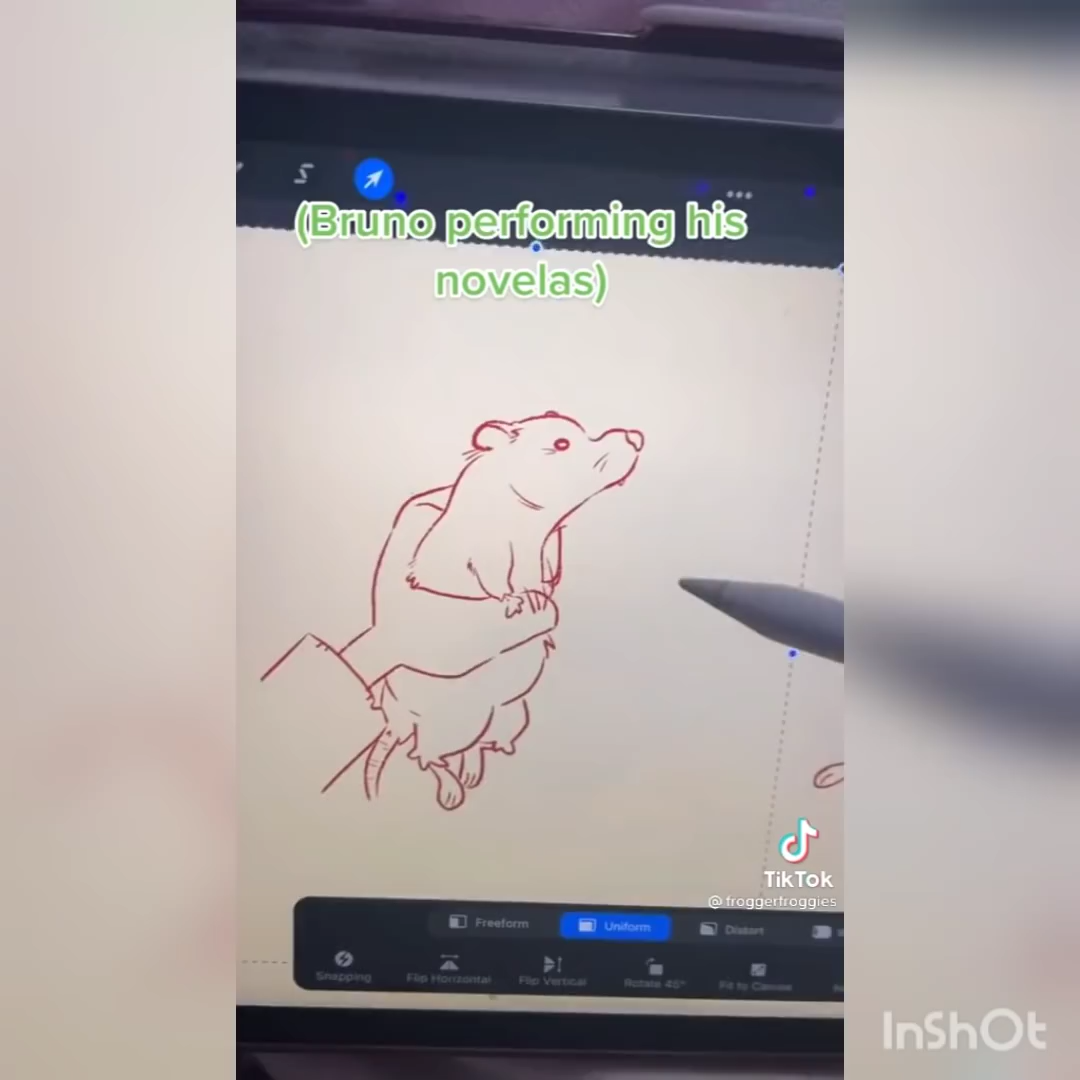 (Bruno performing his
novelas)
TikTok
@froggerfroggies
Freeform
Uniform
Distort
Snapping
Flip Horizontal
Flip Vertical
Rotate 45°
Fit to Canvas
InShOt